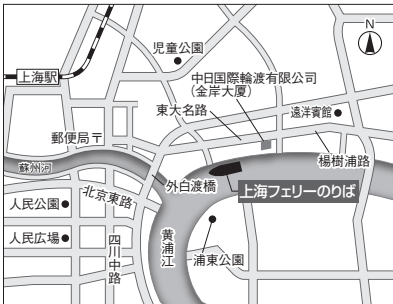 N
児童公園
上海駅
中日国際輪渡有限公司
(金岸大厦)
東大名路
遠洋賓館
郵便局〒
楊樹浦路
蘇州河
外白渡橋
上海フェリーのりば
北京東路
人民公園
人民広場
四川中路
黄浦江
浦東公園